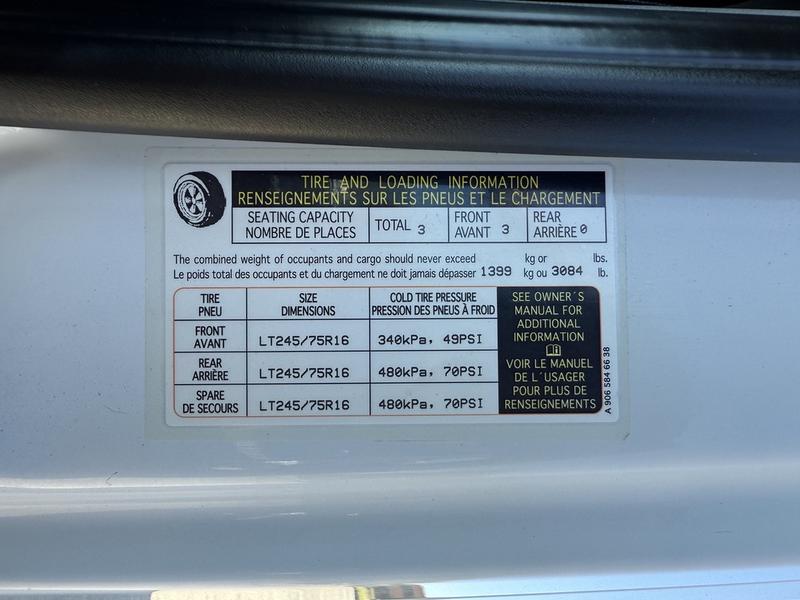 TIRE AND LOADING INFORMATION
RENSEIGNEMENTS SUR LES PNEUS ET LE CHARGEMENT
SEATING CAPACITY
NOMBRE DE PLACES
TOTAL 3
FRONT
AVANT 3
REAR
ARRIÈRE 0
The combined weight of occupants and cargo should never exceed kg or lbs.
Le poids total des occupants et du chargement ne doit jamais dépasser 1399 kg ou 3084 lb.
TIRE
PNEU
SIZE
DIMENSIONS
COLD TIRE PRESSURE
PRESSION DES PNEUS À FROID
FRONT
AVANT
LT245/75R16
340kPa, 49PSI
REAR
ARRIÈRE
LT245/75R16
480kPa, 70PSI
SPARE
DE SECOURS
LT245/75R16
480kPa, 70PSI
SEE OWNER´S
MANUAL FOR
ADDITIONAL
INFORMATION
VOIR LE MANUEL
DE L´USAGER
POUR PLUS DE
RENSEIGNEMENTS
A 906 584 66 38